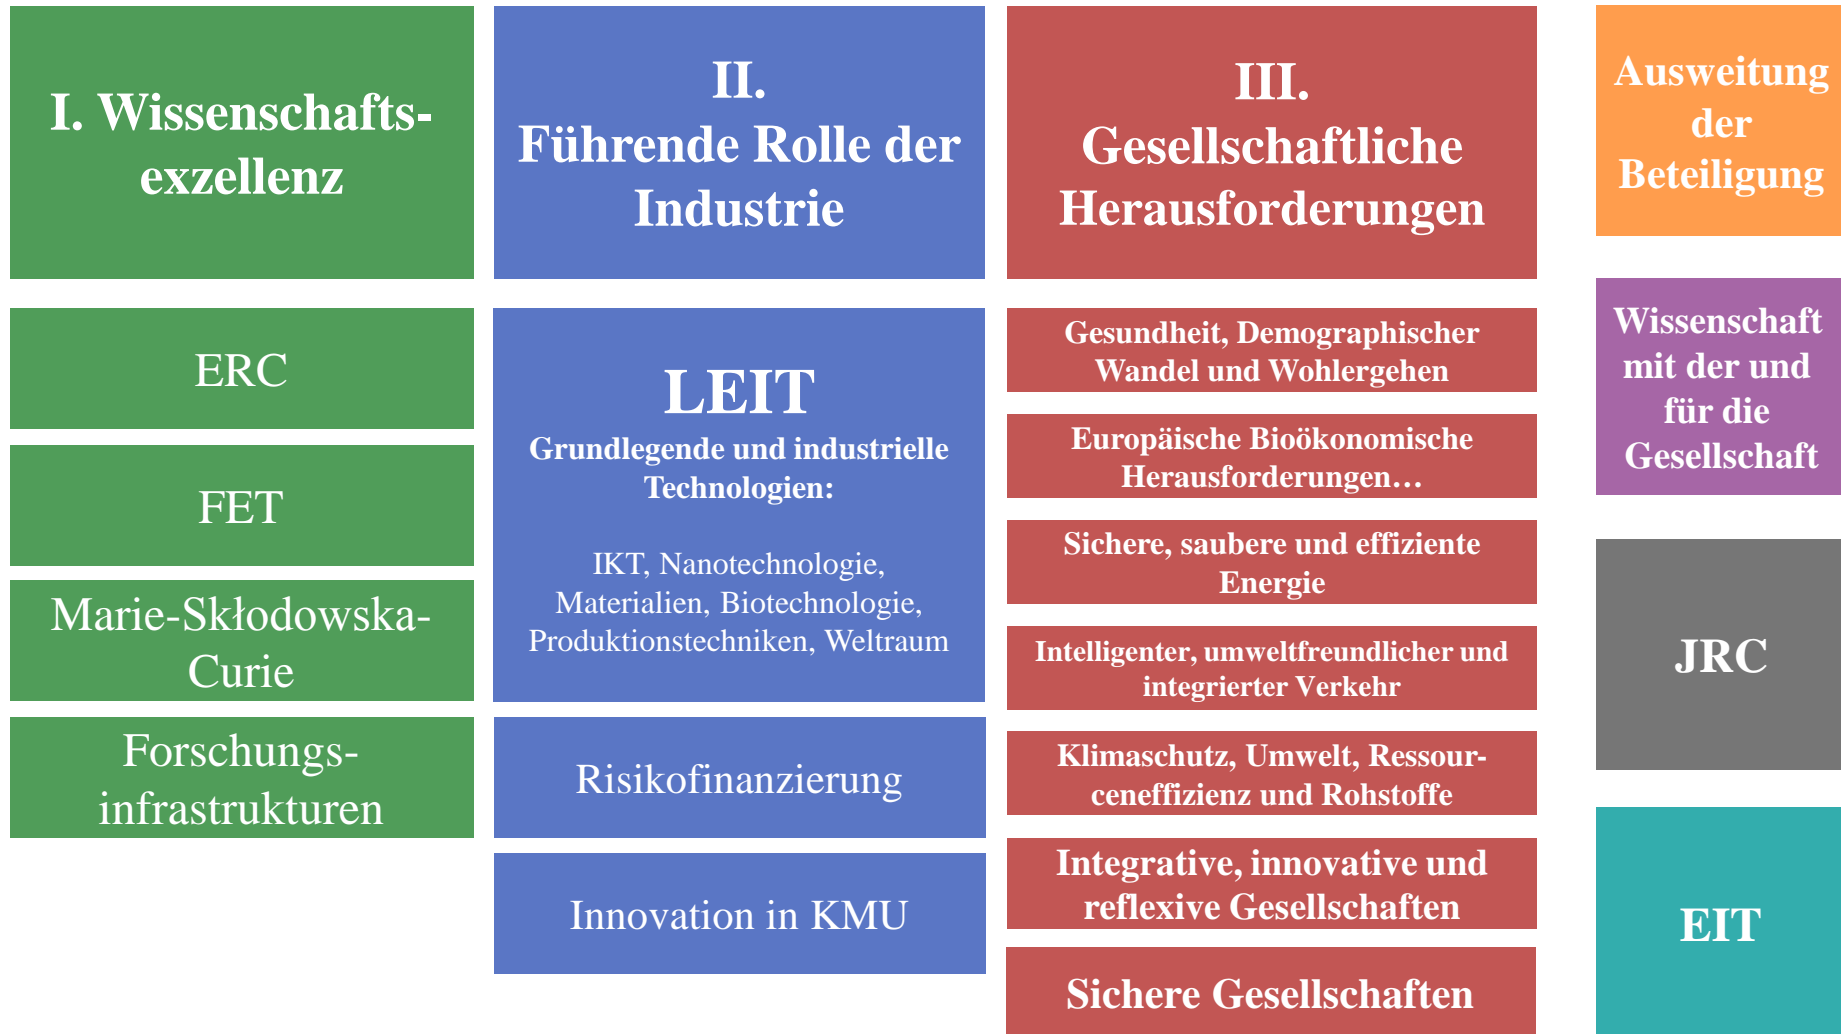 I. Wissenschafts-
exzellenz
ERC
FET
Marie-Skłodowska-
Curie
Forschungs-
infrastrukturen
II.
Führende Rolle der
Industrie
LEIT
Grundlegende und industrielle
Technologien:
IKT, Nanotechnologie,
Materialien, Biotechnologie,
Produktionstechniken, Weltraum
Risikofinanzierung
Innovation in KMU
III.
Gesellschaftliche
Herausforderungen
Gesundheit, Demographischer
Wandel und Wohlergehen
Europäische Bioökonomische
Herausforderungen…
Sichere, saubere und effiziente
Energie
Intelligenter, umweltfreundlicher und
integrierter Verkehr
Klimaschutz, Umwelt, Ressour-
ceneffizienz und Rohstoffe
Integrative, innovative und
reflexive Gesellschaften
Sichere Gesellschaften
Ausweitung
der
Beteiligung
Wissenschaft
mit der und
für die
Gesellschaft
JRC
EIT